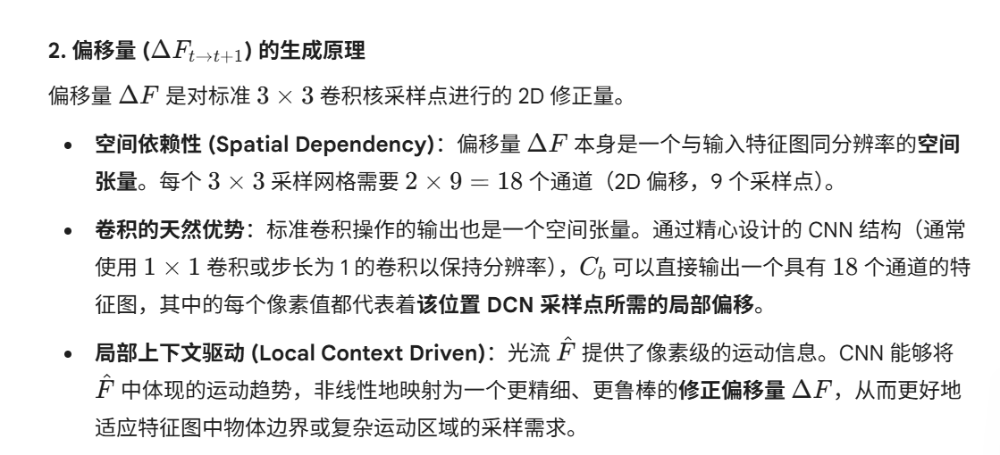 2. 偏移量 ($\Delta F_{t\to t+1}$) 的生成原理
偏移量 $\Delta F$ 是对标准 $3 \times 3$ 卷积核采样点进行的 2D 修正量。
• 空间依赖性 (Spatial Dependency)：偏移量 $\Delta F$ 本身是一个与输入特征图同分辨率的空间
张量。每个 $3 \times 3$ 采样网格需要 $2 \times 9 = 18$ 个通道（2D 偏移，9 个采样点）。
• 卷积的天然优势：标准卷积操作的输出也是一个空间张量。通过精心设计的 CNN 结构（通常
使用 $1 \times 1$ 卷积或步长为 1 的卷积以保持分辨率），$C_b$ 可以直接输出一个具有 $18$ 个通道的特
征图，其中的每个像素值都代表着该位置 DCN 采样点所需的局部偏移。
• 局部上下文驱动 (Local Context Driven)：光流 $\hat{F}$ 提供了像素级的运动信息。CNN 能够将
$\hat{F}$ 中体现的运动趋势，非线性地映射为一个更精细、更鲁棒的修正偏移量 $\Delta F$，从而更好地
适应特征图中物体边界或复杂运动区域的采样需求。